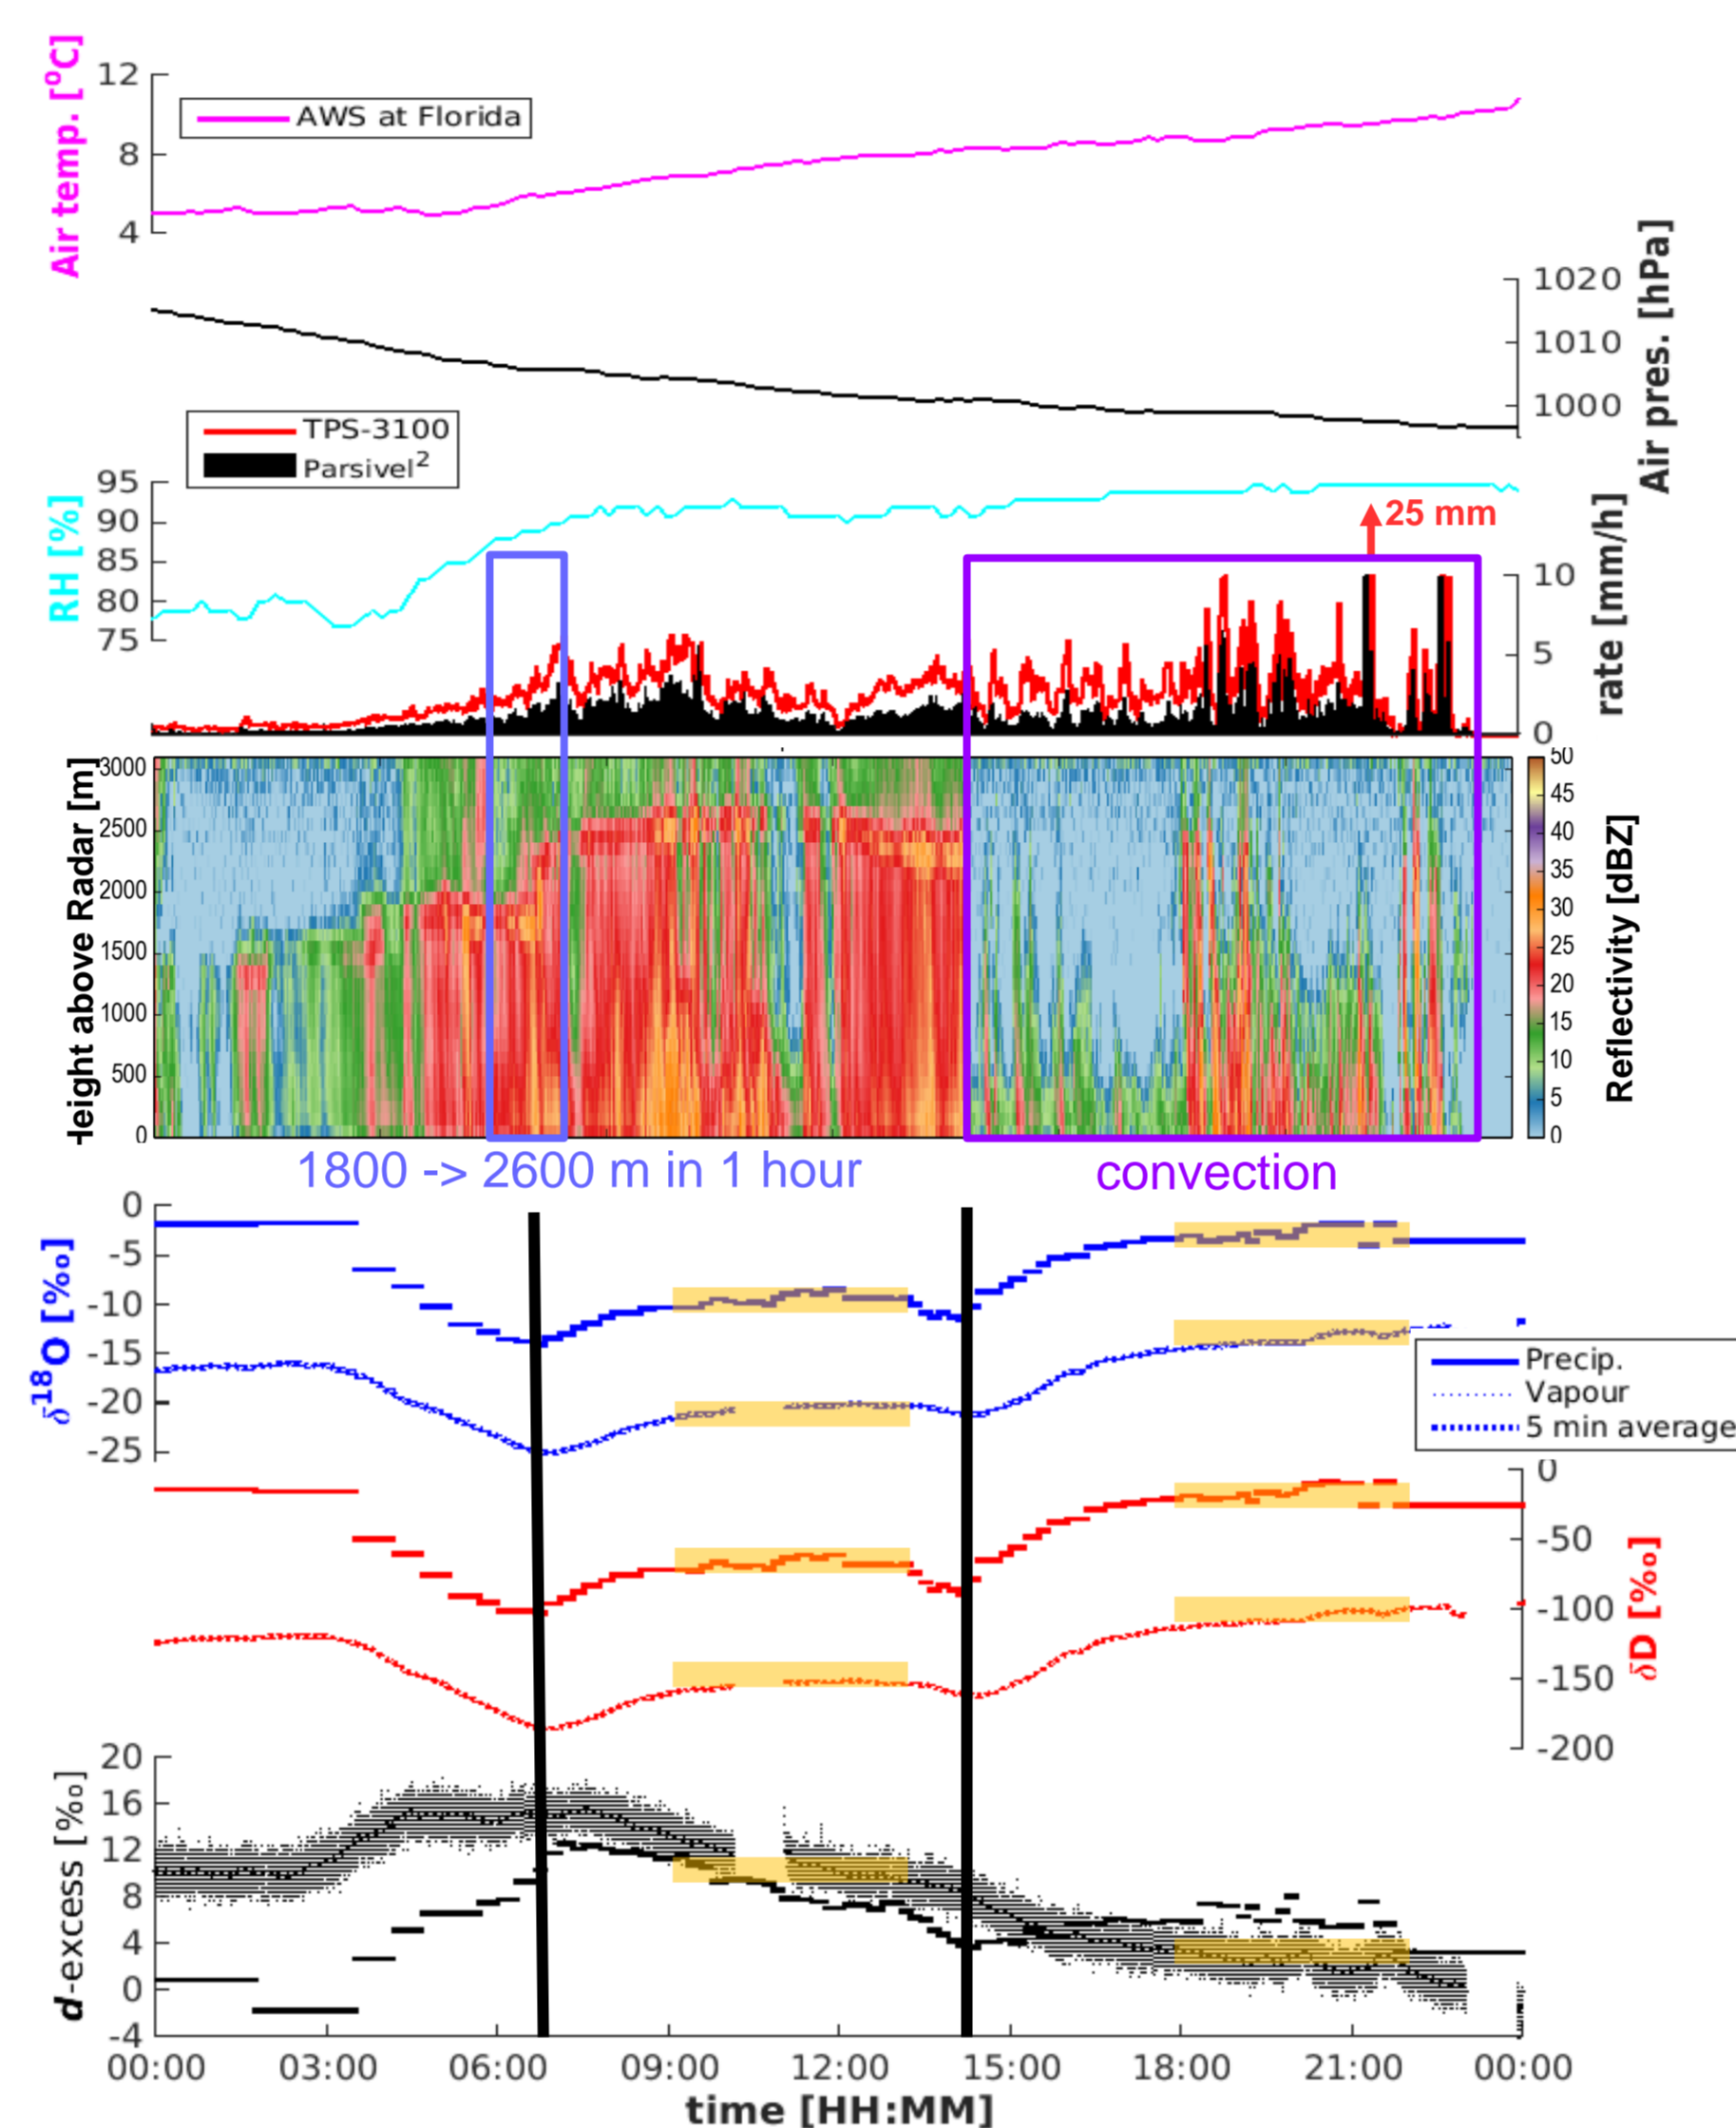 Air temp. [°C]
12
8
4
AWS at Florida
Air pres. [hPa]
1020
1010
1000
TPS-3100
Parsivel²
RH [%]
95
90
85
80
75
25 mm
rate [mm/h]
10
5
0
Height above Radar [m]
3000
2500
2000
1500
1000
500
0
Reflectivity [dBZ]
50
45
40
35
30
25
20
15
10
5
0
1800 -> 2600 m in 1 hour
convection
δ¹⁸O [‰]
0
-5
-10
-15
-20
-25
Precip.
Vapour
5 min average
δD [‰]
0
-50
-100
-150
-200
d-excess [‰]
20
16
12
8
4
0
-4
00:00 03:00 06:00 09:00 12:00 15:00 18:00 21:00 00:00
time [HH:MM]